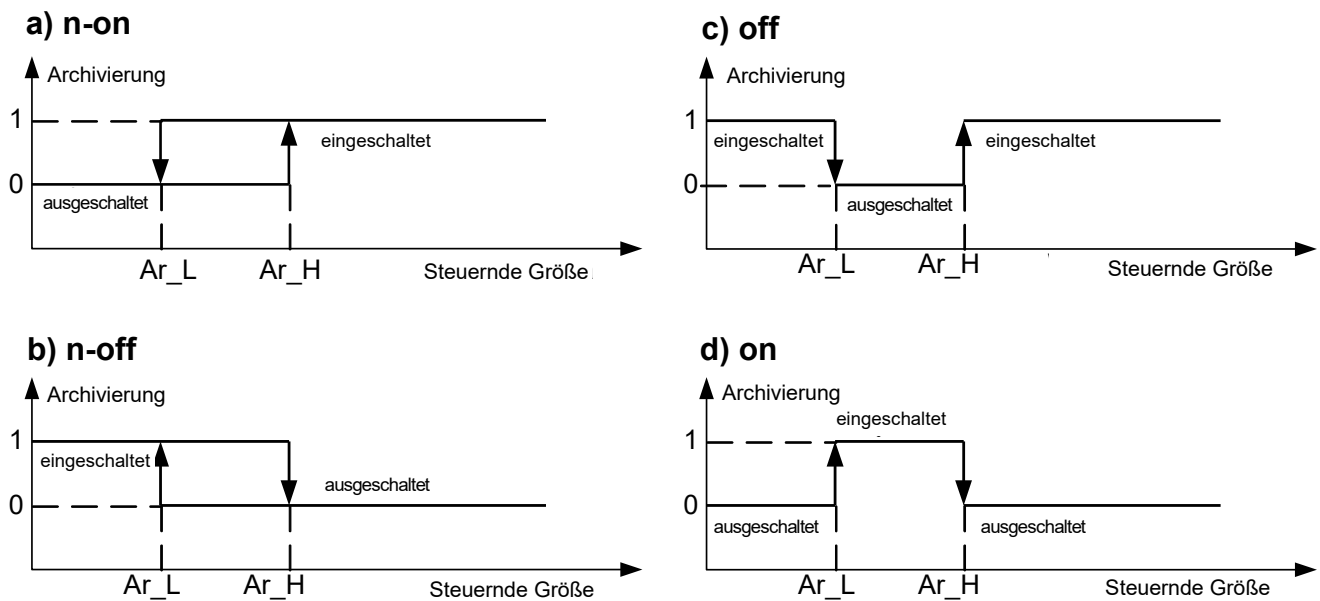 a) n-on
Archivierung
1
eingeschaltet
0
ausgeschaltet
Ar_L
Ar_H
Steuernde Größe
c) off
Archivierung
1
eingeschaltet
eingeschaltet
0
ausgeschaltet
Ar_L
Ar_H
Steuernde Größe
b) n-off
Archivierung
1
eingeschaltet
ausgeschaltet
0
Ar_L
Ar_H
Steuernde Größe
d) on
Archivierung
eingeschaltet
1
0
ausgeschaltet
ausgeschaltet
Ar_L
Ar_H
Steuernde Größe